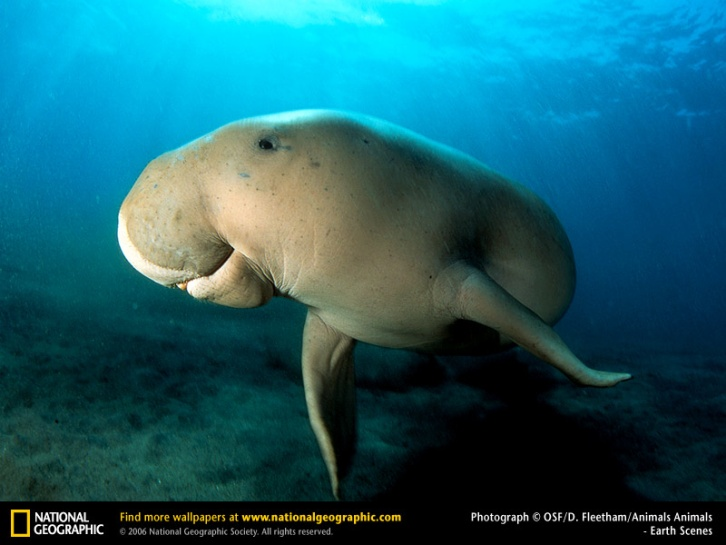 NATIONAL
GEOGRAPHIC
Find more wallpapers at www.nationalgeographic.com
© 2006 National Geographic Society. All rights reserved.
Photograph © OSF/D. Fleetham/Animals Animals
- Earth Scenes